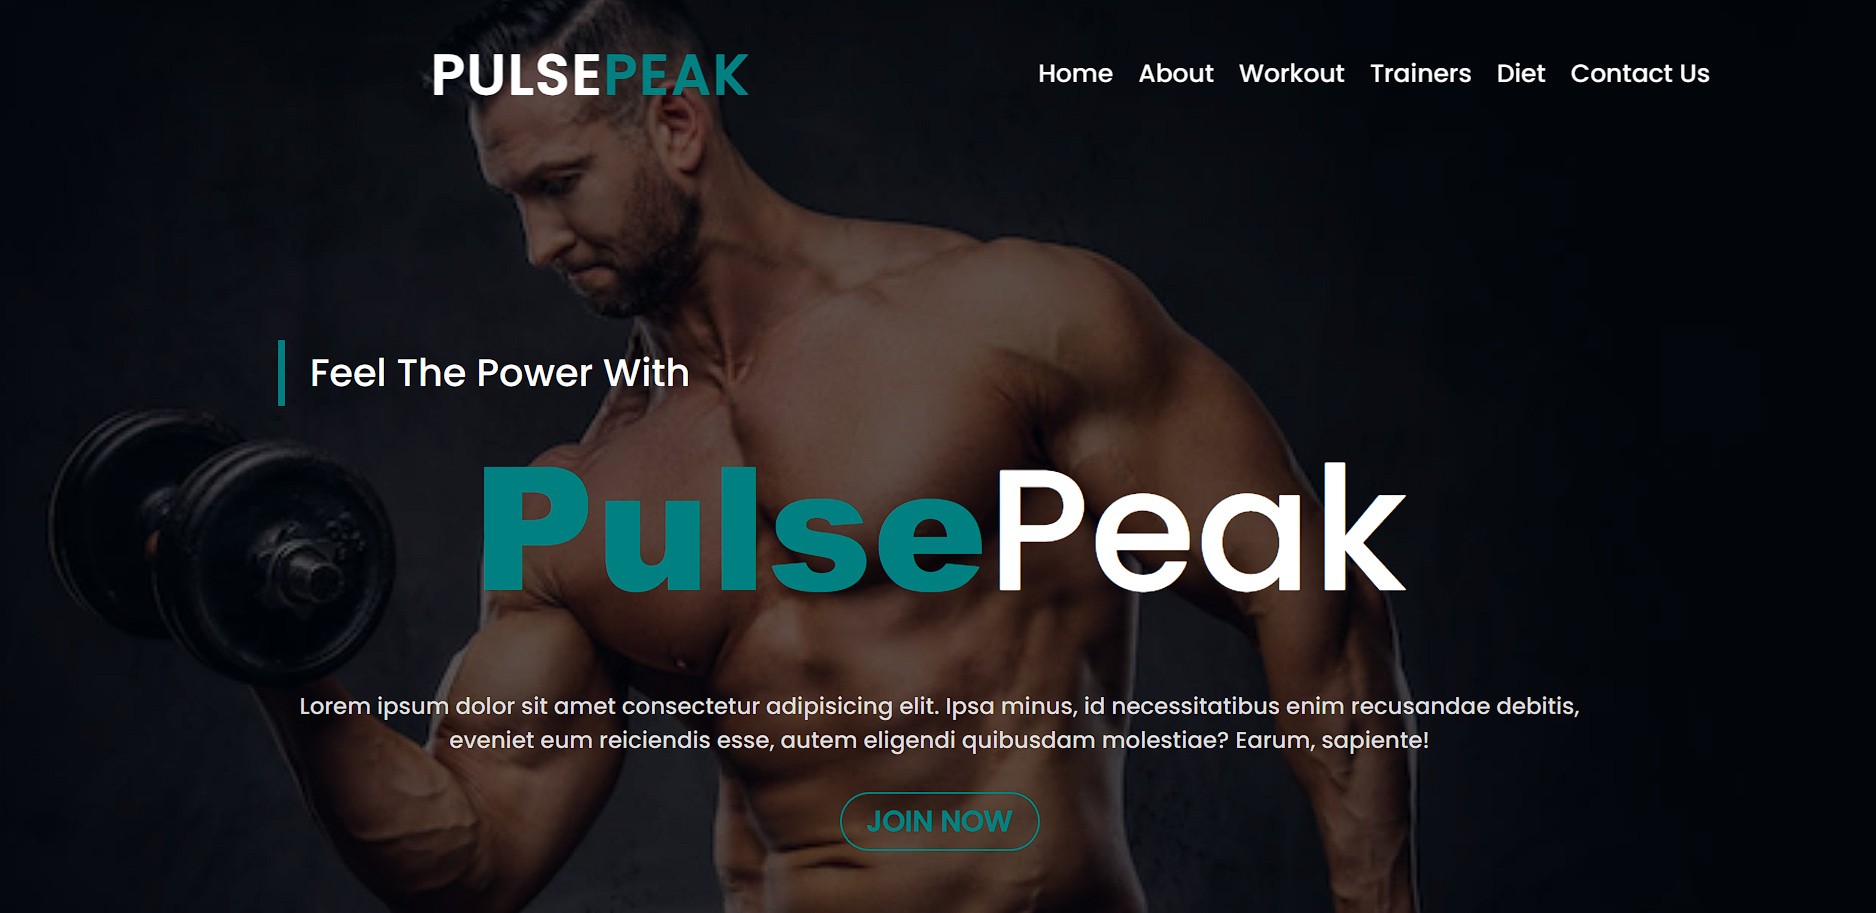 PULSEPEAK
Home About Workout Trainers Diet Contact Us
Feel The Power With
PulsePeak
Lorem ipsum dolor sit amet consectetur adipisicing elit. Ipsa minus, id necessitatibus enim recusandae debitis,
eveniet eum reiciendis esse, autem eligendi quibusdam molestiae? Earum, sapiente!
JOIN NOW